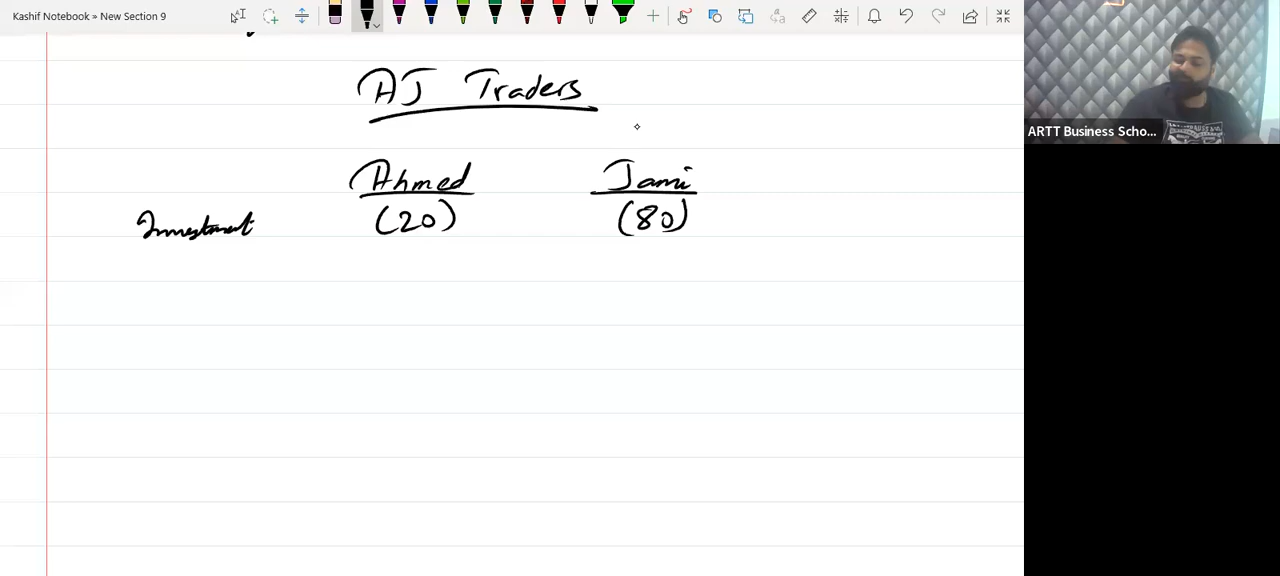 Kashif Notebook » New Section 9
AJ Traders
ARTT Business Scho...
Ahmed Jami
Investment (20) (80)